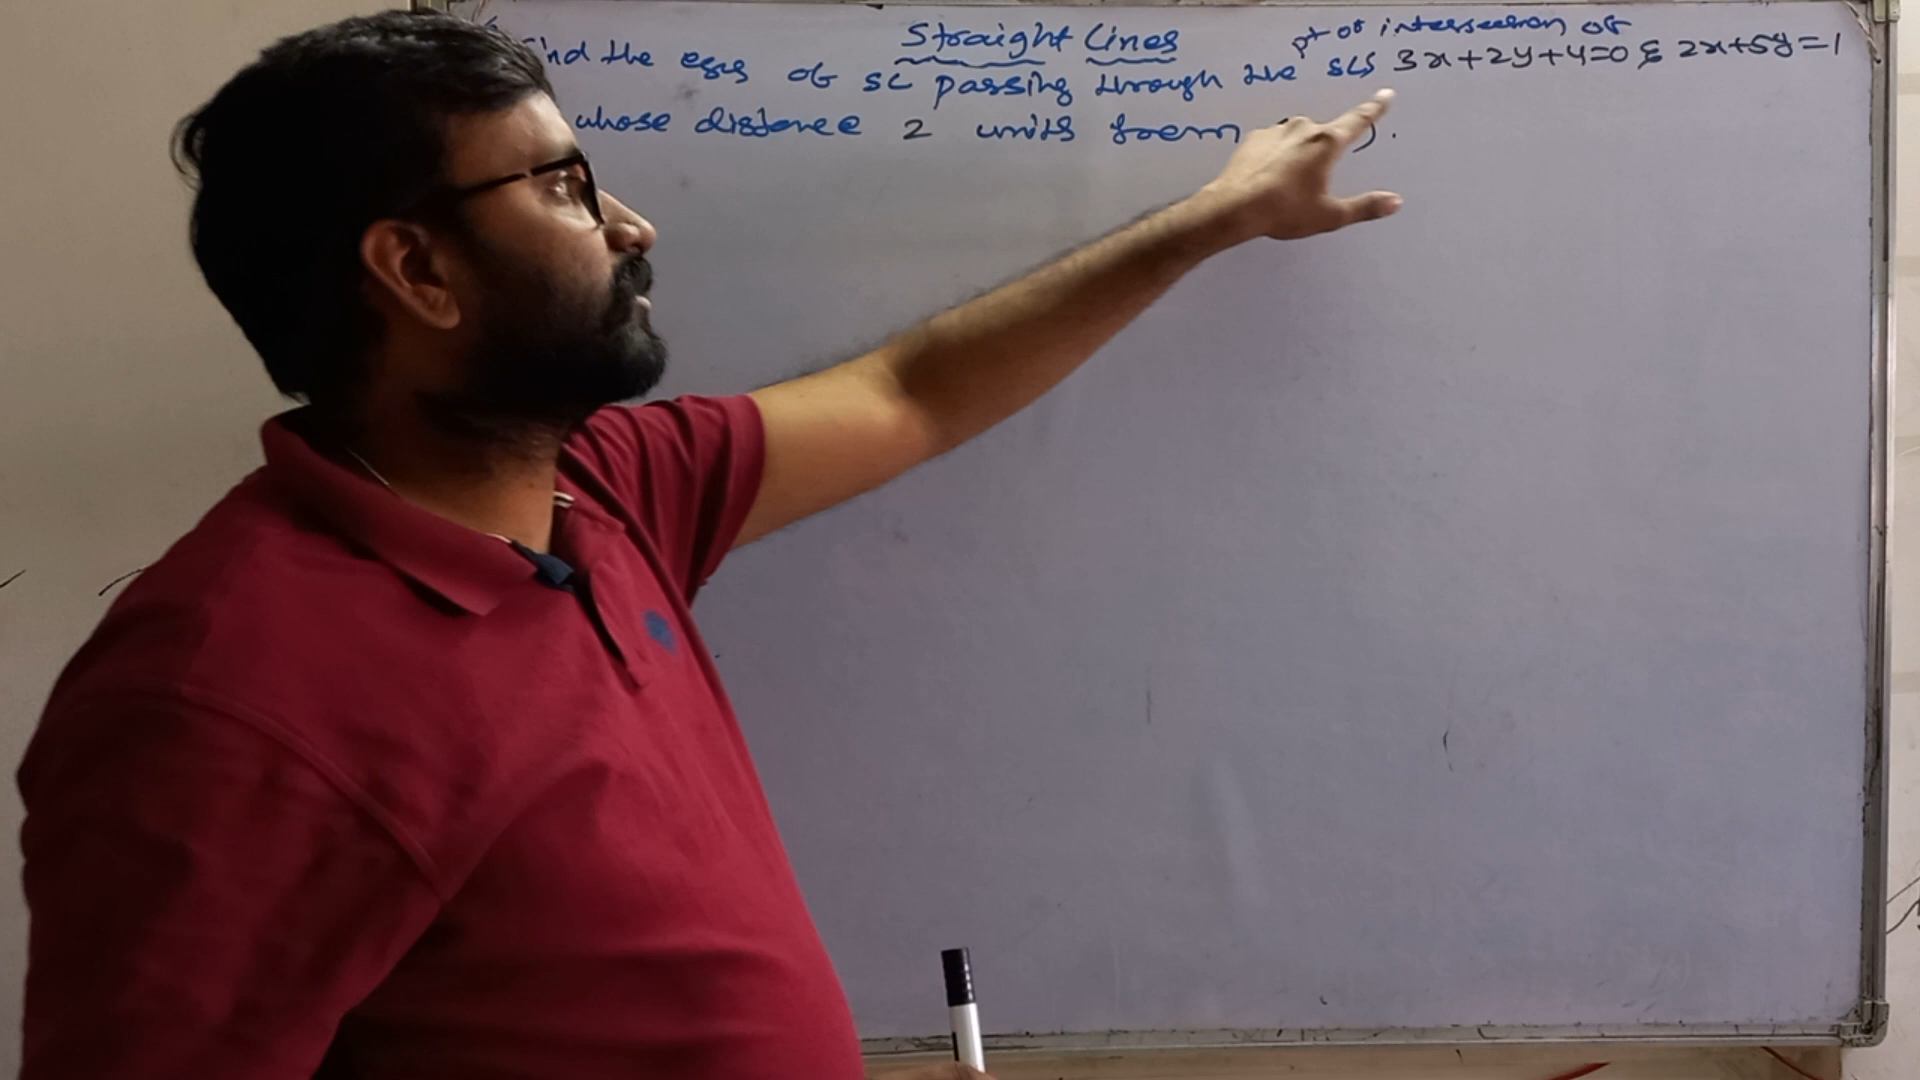 Straight Lines
pt of intersection of
ind the eqns of SL passing through the SLS 3x+2y+4=0 & 2x+5y=1
whose distance 2 units from ).